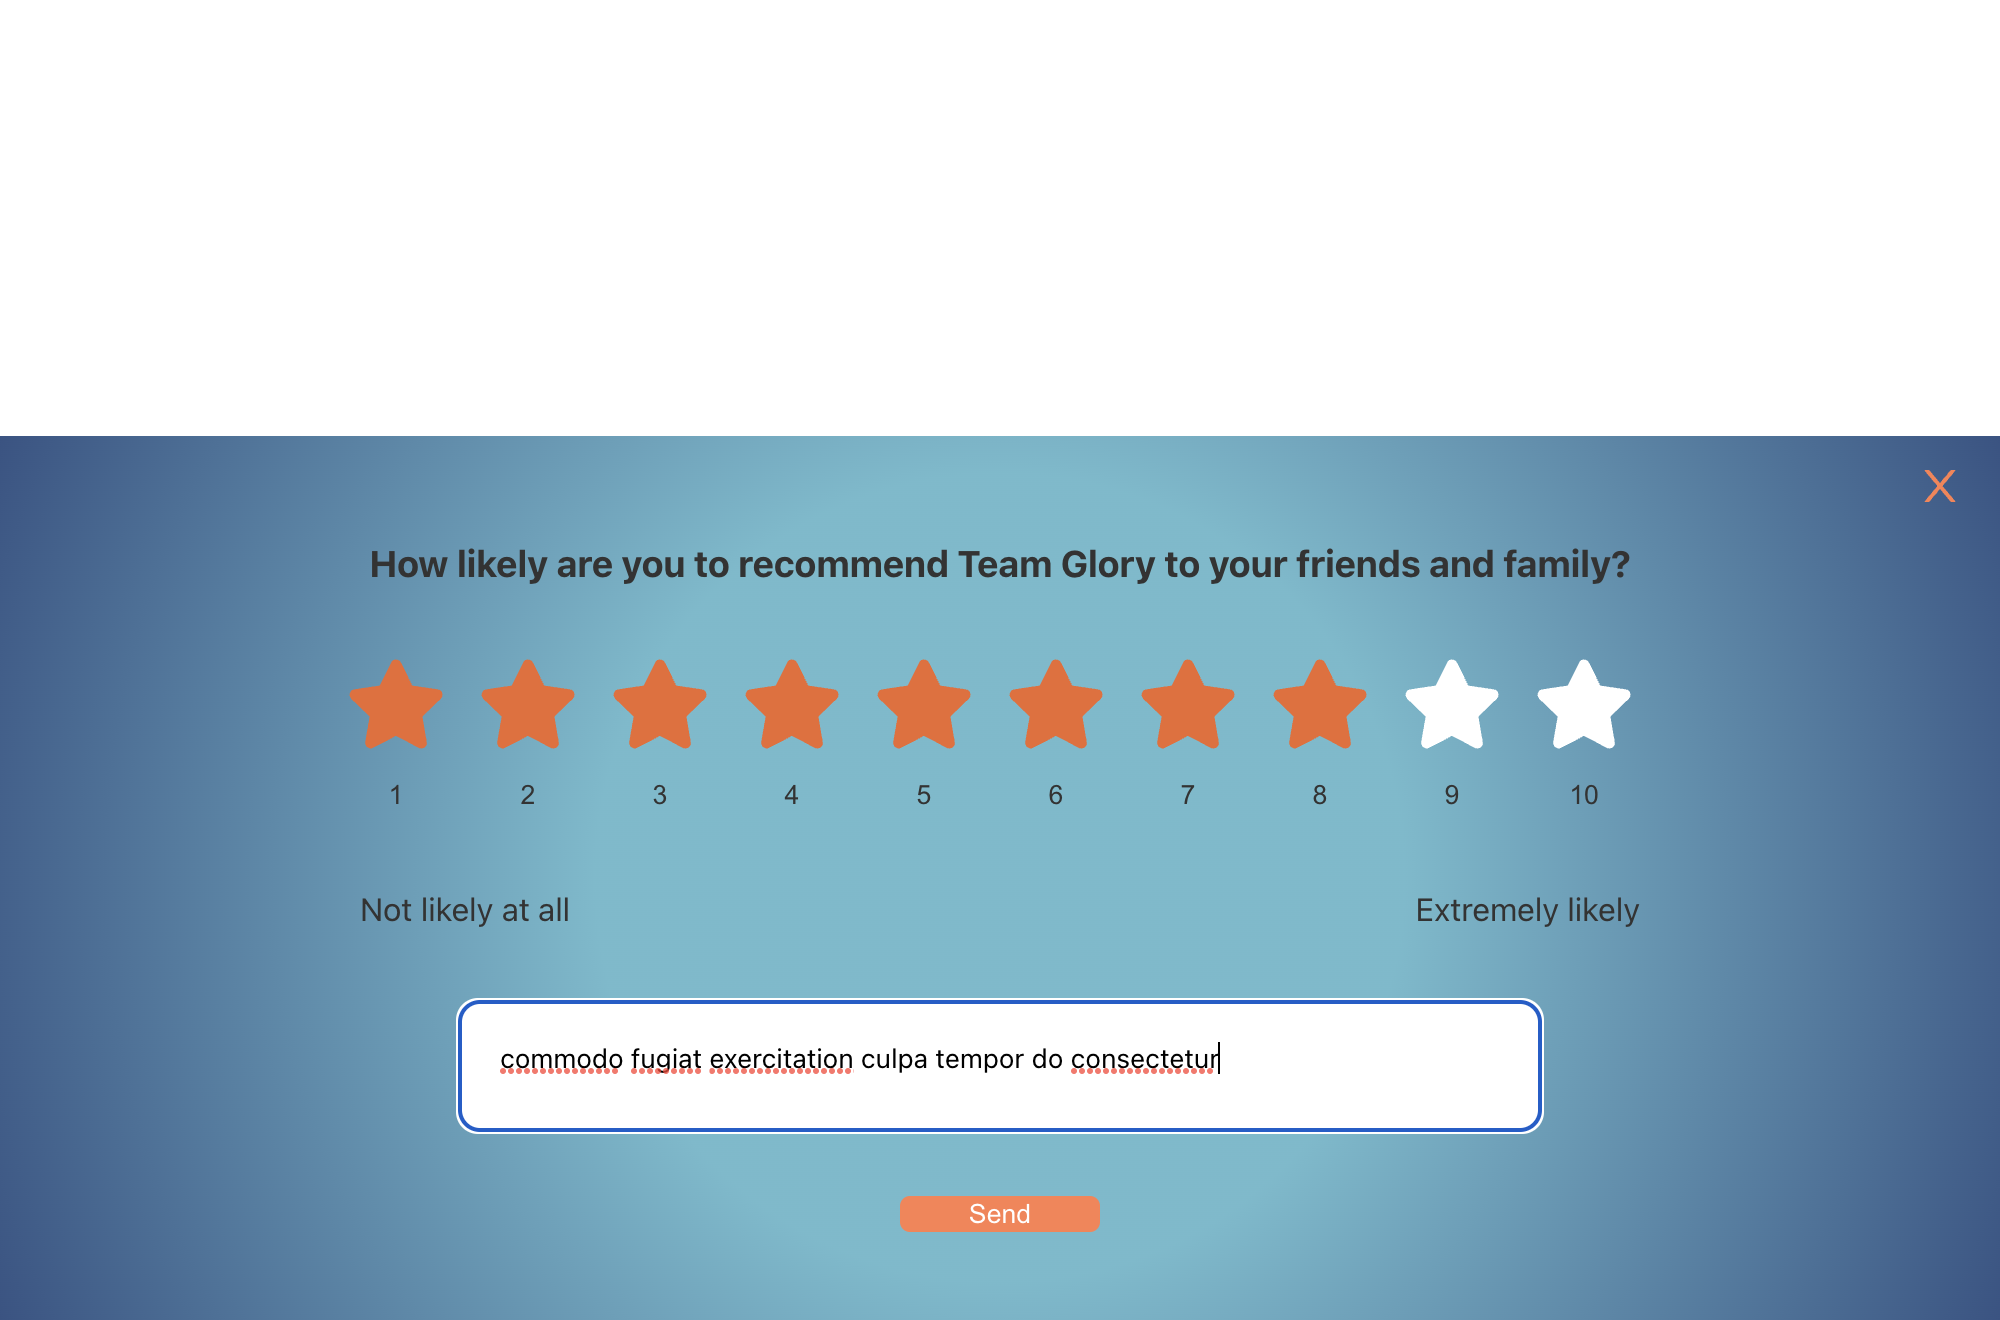 X
How likely are you to recommend Team Glory to your friends and family?
1 2 3 4 5 6 7 8 9 10
Not likely at all Extremely likely
commodo fugiat exercitation culpa tempor do consectetur
Send